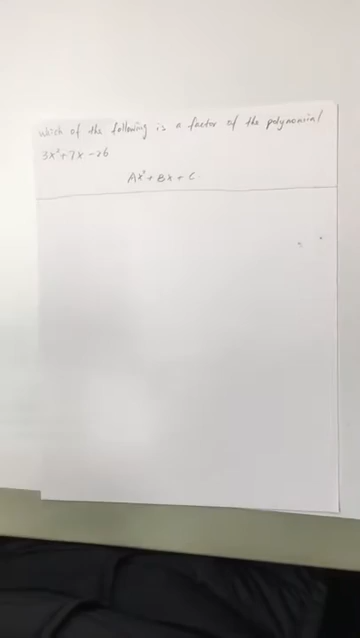 Which of the following is a factor of the polynomial
3x²+7x-26
Ax²+Bx+C